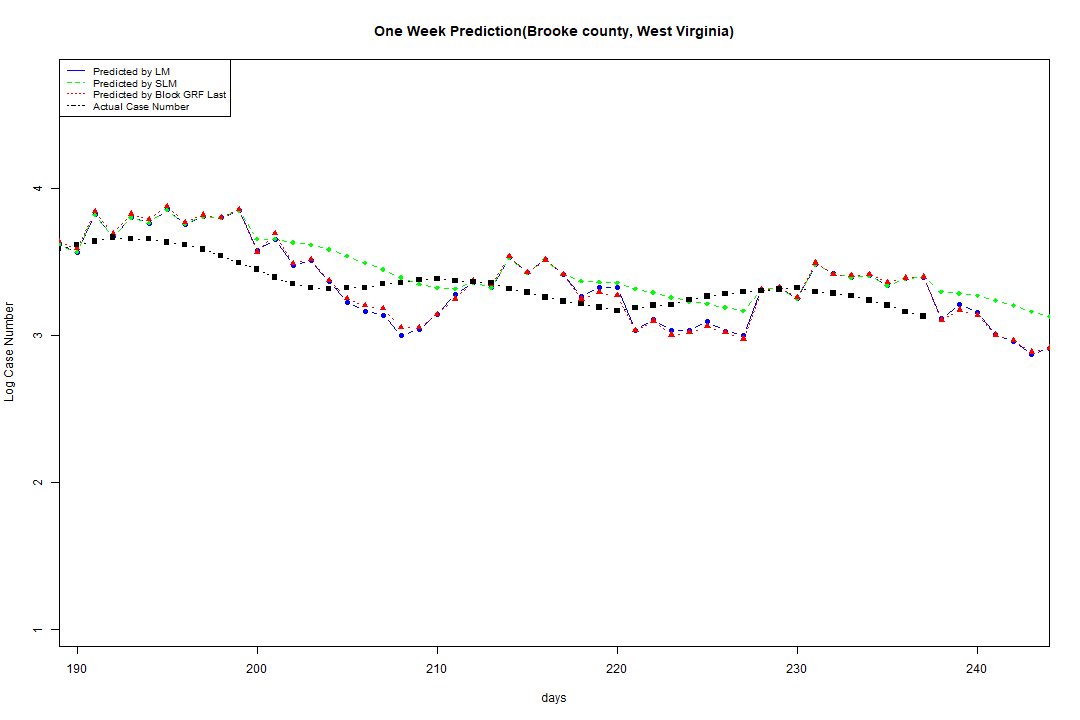 One Week Prediction(Brooke county, West Virginia)
Predicted by LM
Predicted by SLM
Predicted by Block GRF Last
Actual Case Number
Log Case Number
4
3
2
1
190 200 210 220 230 240
days